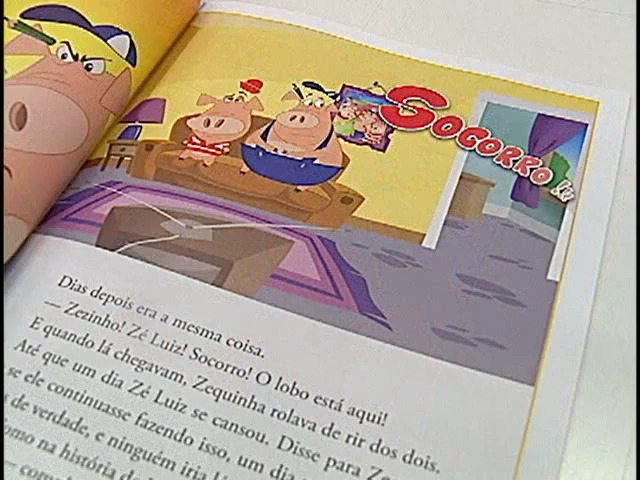 SOCORRO!!
Dias depois era a mesma coisa.
— Zezinho! Zé Luiz! Socorro! O lobo está aqui!
E quando lá chegavam, Zequinha rolava de rir dos dois.
Até que um dia Zé Luiz se cansou. Disse para
se ele continuasse fazendo isso, um dia
de verdade, e ninguém iria
na história